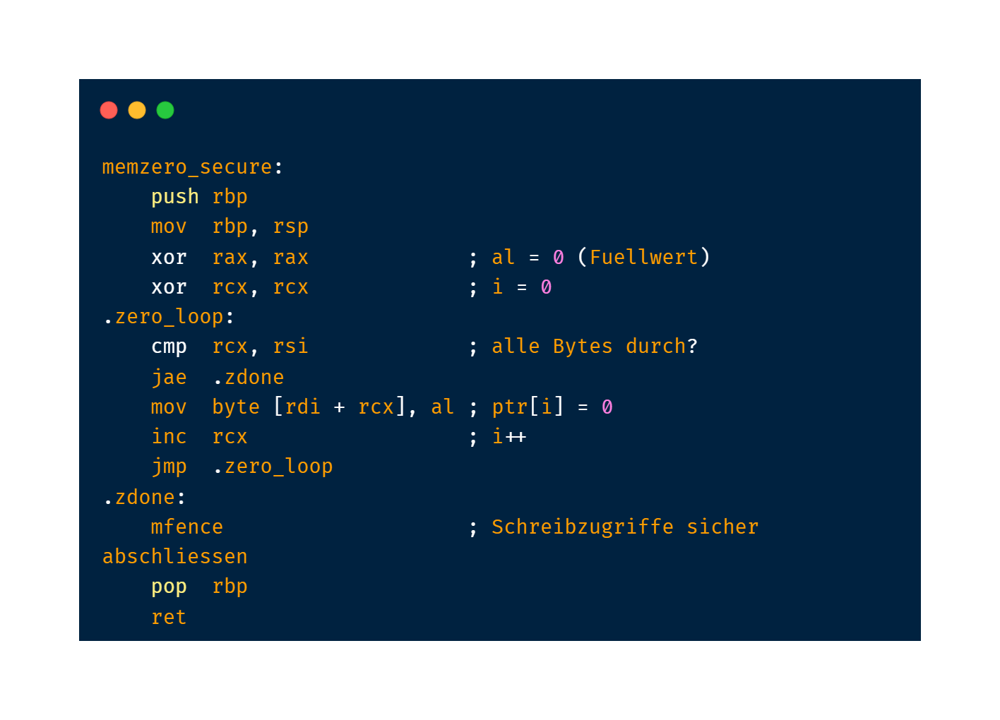 memzero_secure:
    push rbp
    mov  rbp, rsp
    xor  rax, rax             ; al = 0 (Fuellwert)
    xor  rcx, rcx             ; i = 0
.zero_loop:
    cmp  rcx, rsi             ; alle Bytes durch?
    jae  .zdone
    mov  byte [rdi + rcx], al ; ptr[i] = 0
    inc  rcx                  ; i++
    jmp  .zero_loop
.zdone:
    mfence                    ; Schreibzugriffe sicher
abschliessen
    pop  rbp
    ret